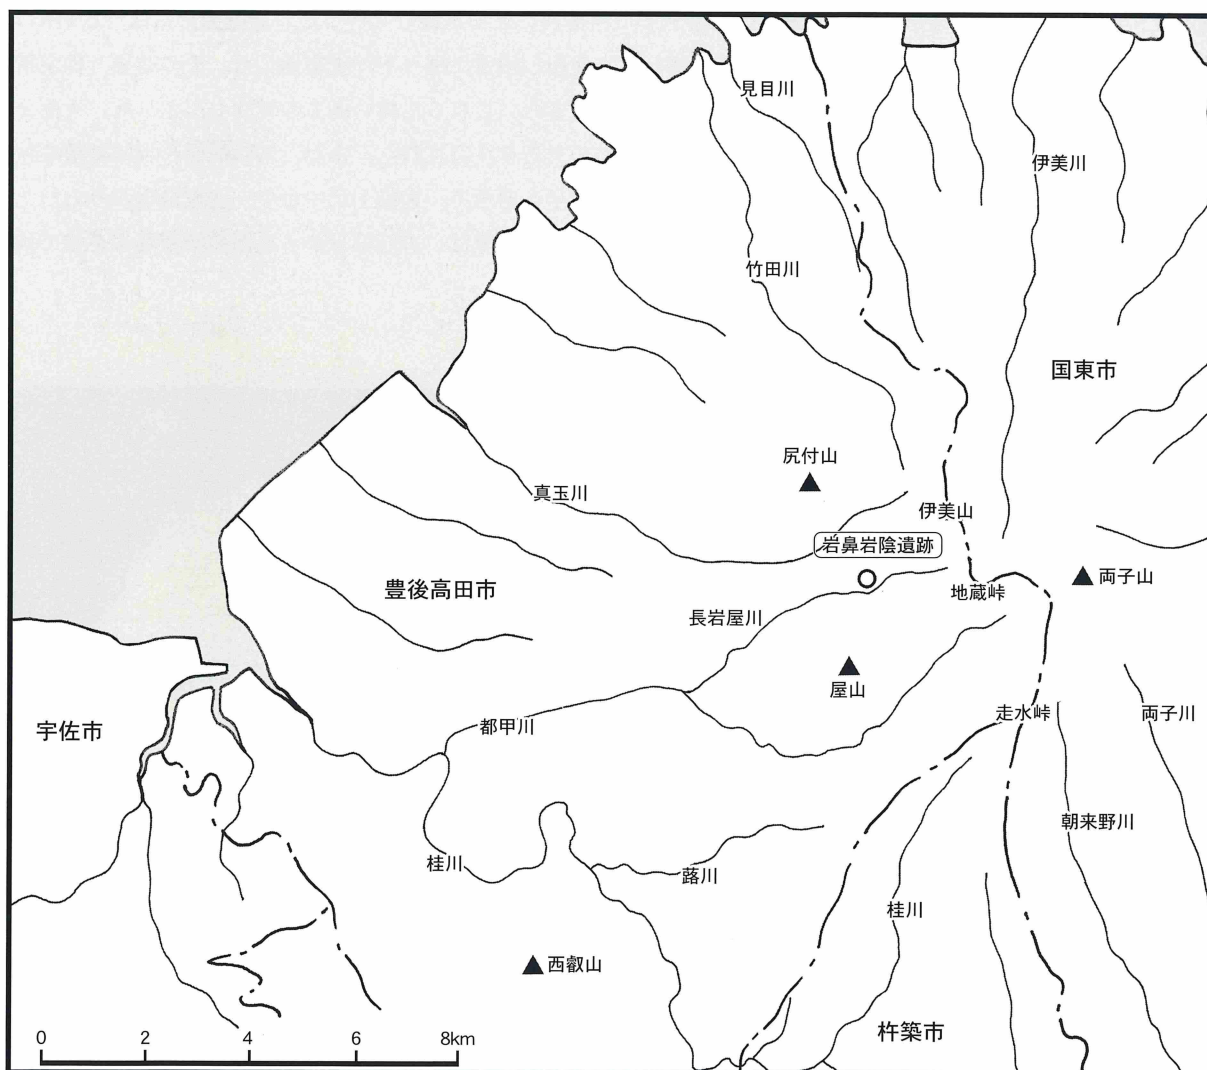 見目川
伊美川
竹田川
国東市
尻付山
真玉川
伊美山
岩鼻岩陰遺跡
豊後高田市
地蔵峠
両子山
長岩屋川
屋山
宇佐市
都甲川
走水峠
両子川
朝来野川
桂川
蕗川
桂川
西叡山
杵築市
0 2 4 6 8km